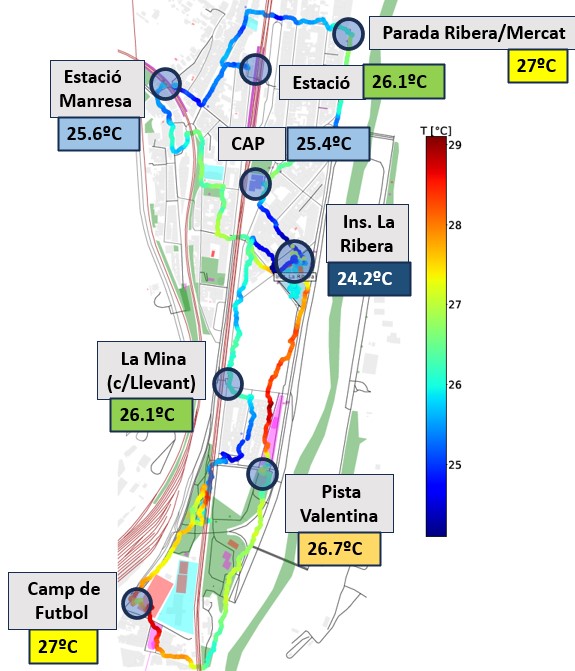 Parada Ribera/Mercat
27ºC
Estació
Manresa
25.6ºC
Estació
26.1ºC
CAP
25.4ºC
T [°C]
29
28
27
26
25
Ins. La
Ribera
24.2ºC
La Mina
(c/Llevant)
26.1ºC
Pista
Valentina
26.7ºC
Camp de
Futbol
27ºC